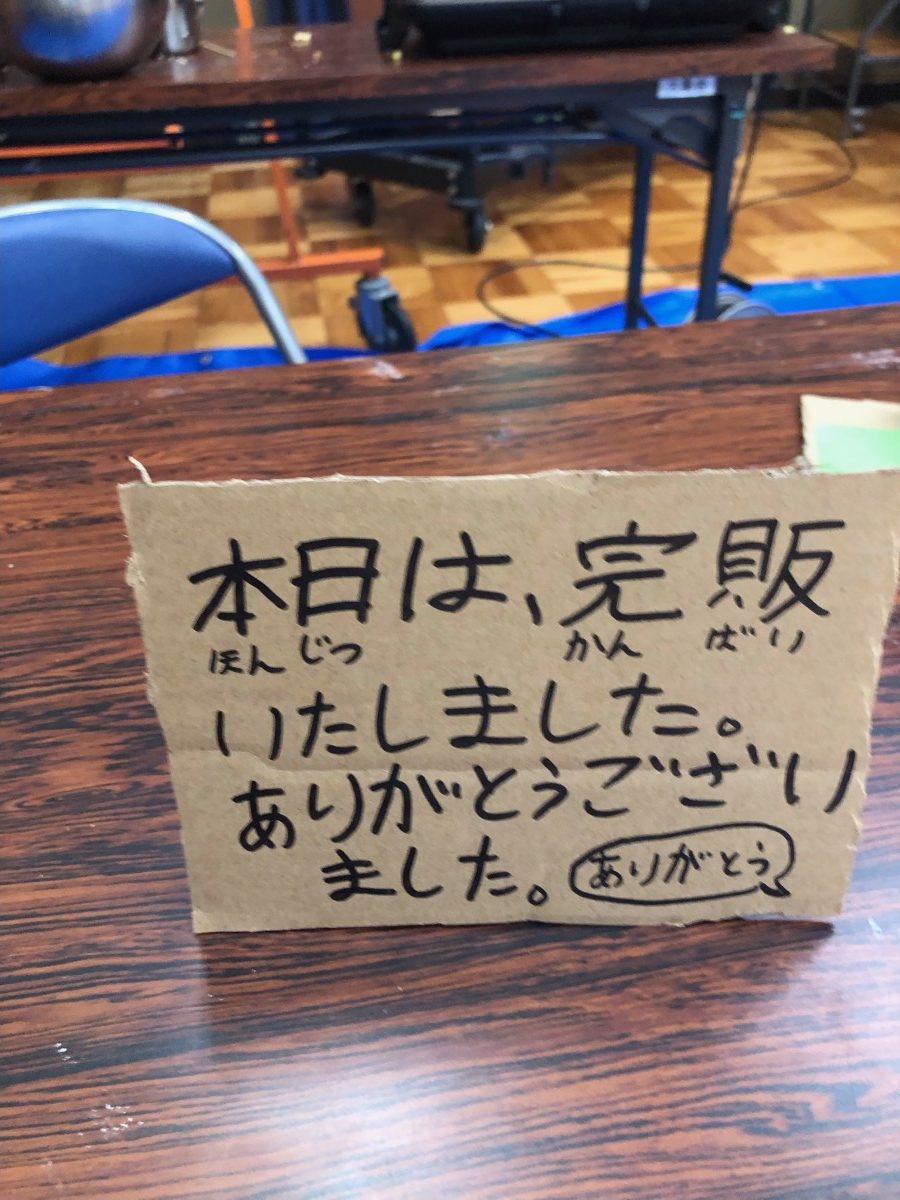 本日は、完販
ほんじつ かん ばい
いたしました。
ありがとうござい
ました。 ありがとう